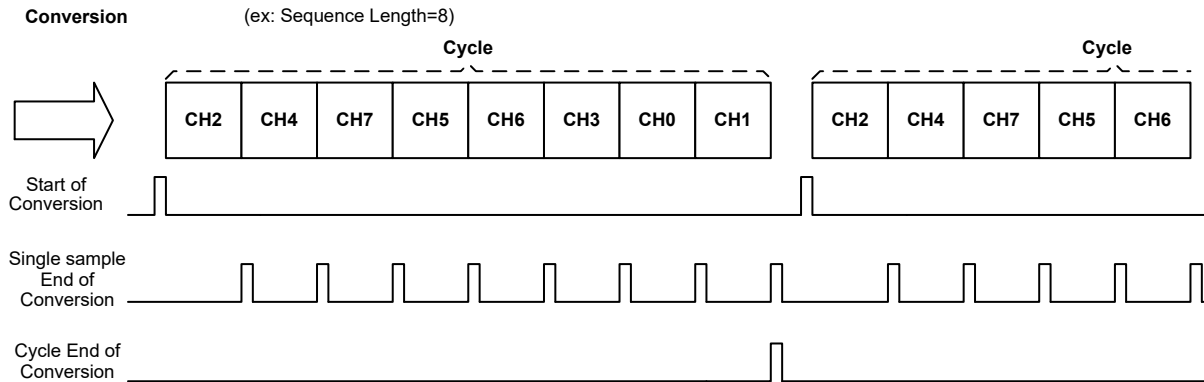 Conversion (ex: Sequence Length=8)
Cycle Cycle
CH2 CH4 CH7 CH5 CH6 CH3 CH0 CH1 CH2 CH4 CH7 CH5 CH6
Start of
Conversion
Single sample
End of
Conversion
Cycle End of
Conversion